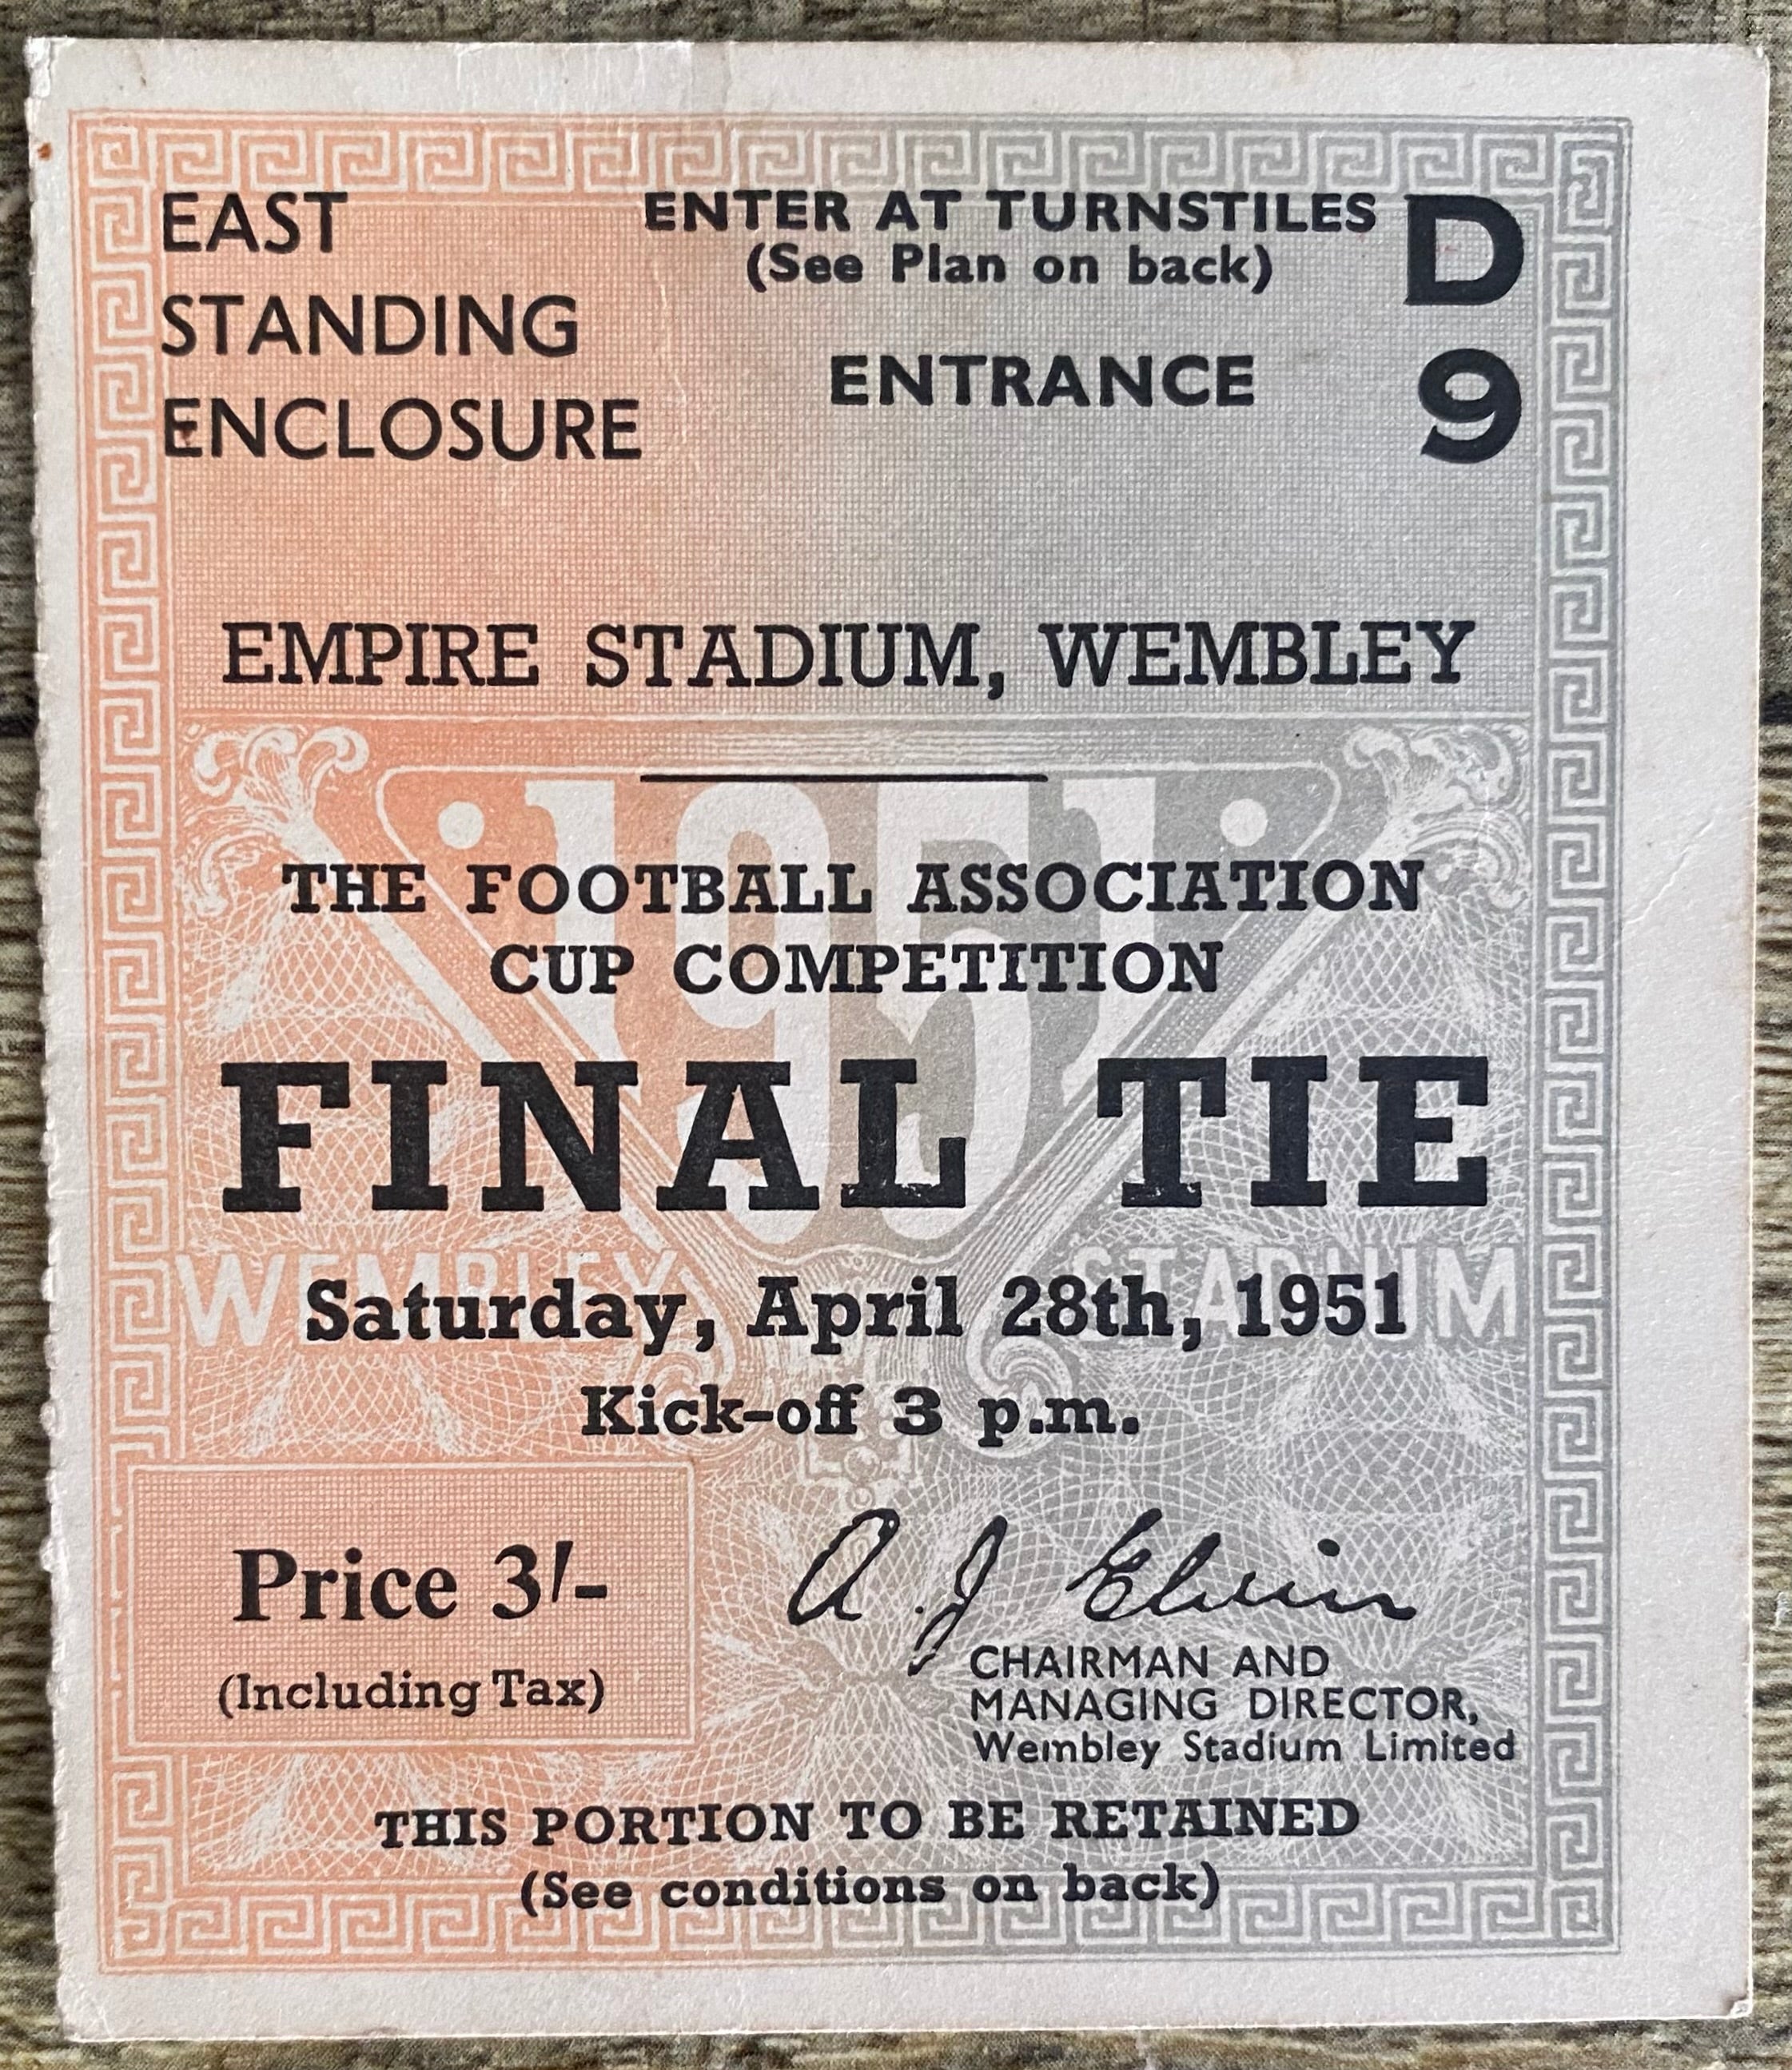 EAST
STANDING
ENCLOSURE
ENTER AT TURNSTILES D
(See Plan on back)
ENTRANCE 9
EMPIRE STADIUM, WEMBLEY
1951
THE FOOTBALL ASSOCIATION
CUP COMPETITION
FINAL TIE
WEMBLEY STADIUM
Saturday, April 28th, 1951
Kick-off 3 p.m.
Price 3/-
(Including Tax)
A. J. Elvin
CHAIRMAN AND
MANAGING DIRECTOR,
Wembley Stadium Limited
THIS PORTION TO BE RETAINED
(See conditions on back)